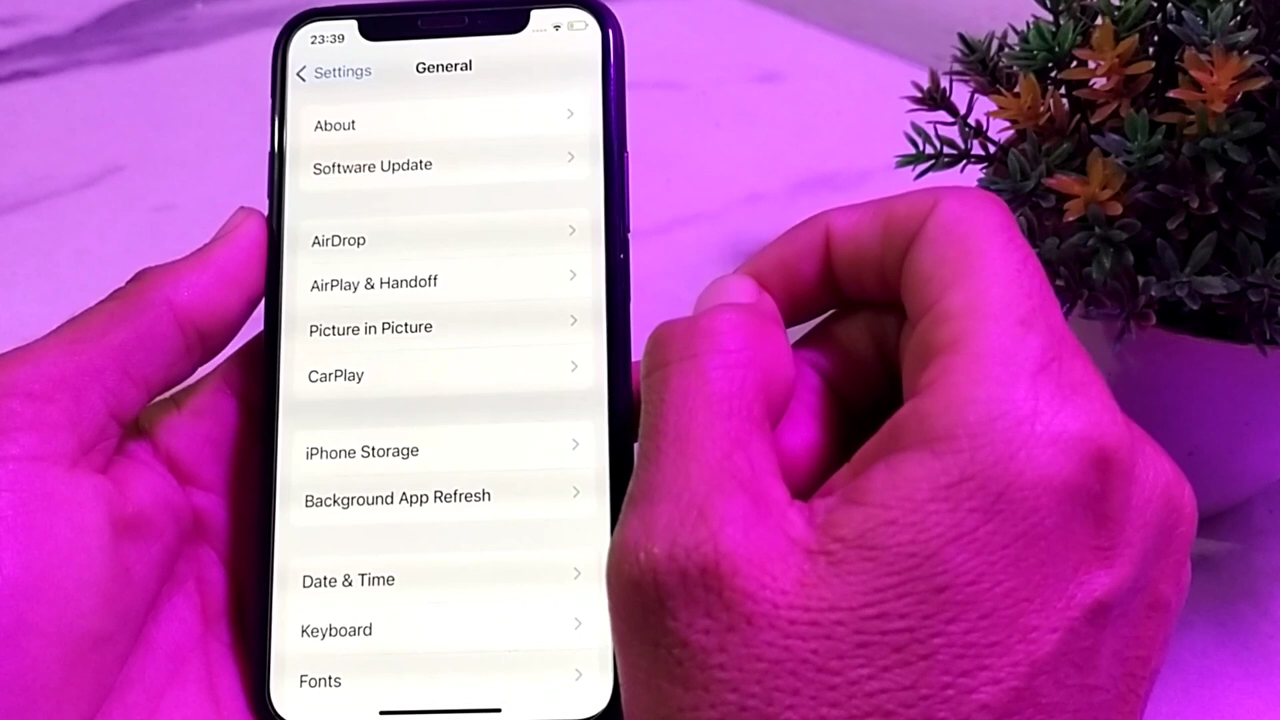 23:39
Settings
General
About
Software Update
AirDrop
AirPlay & Handoff
Picture in Picture
CarPlay
iPhone Storage
Background App Refresh
Date & Time
Keyboard
Fonts